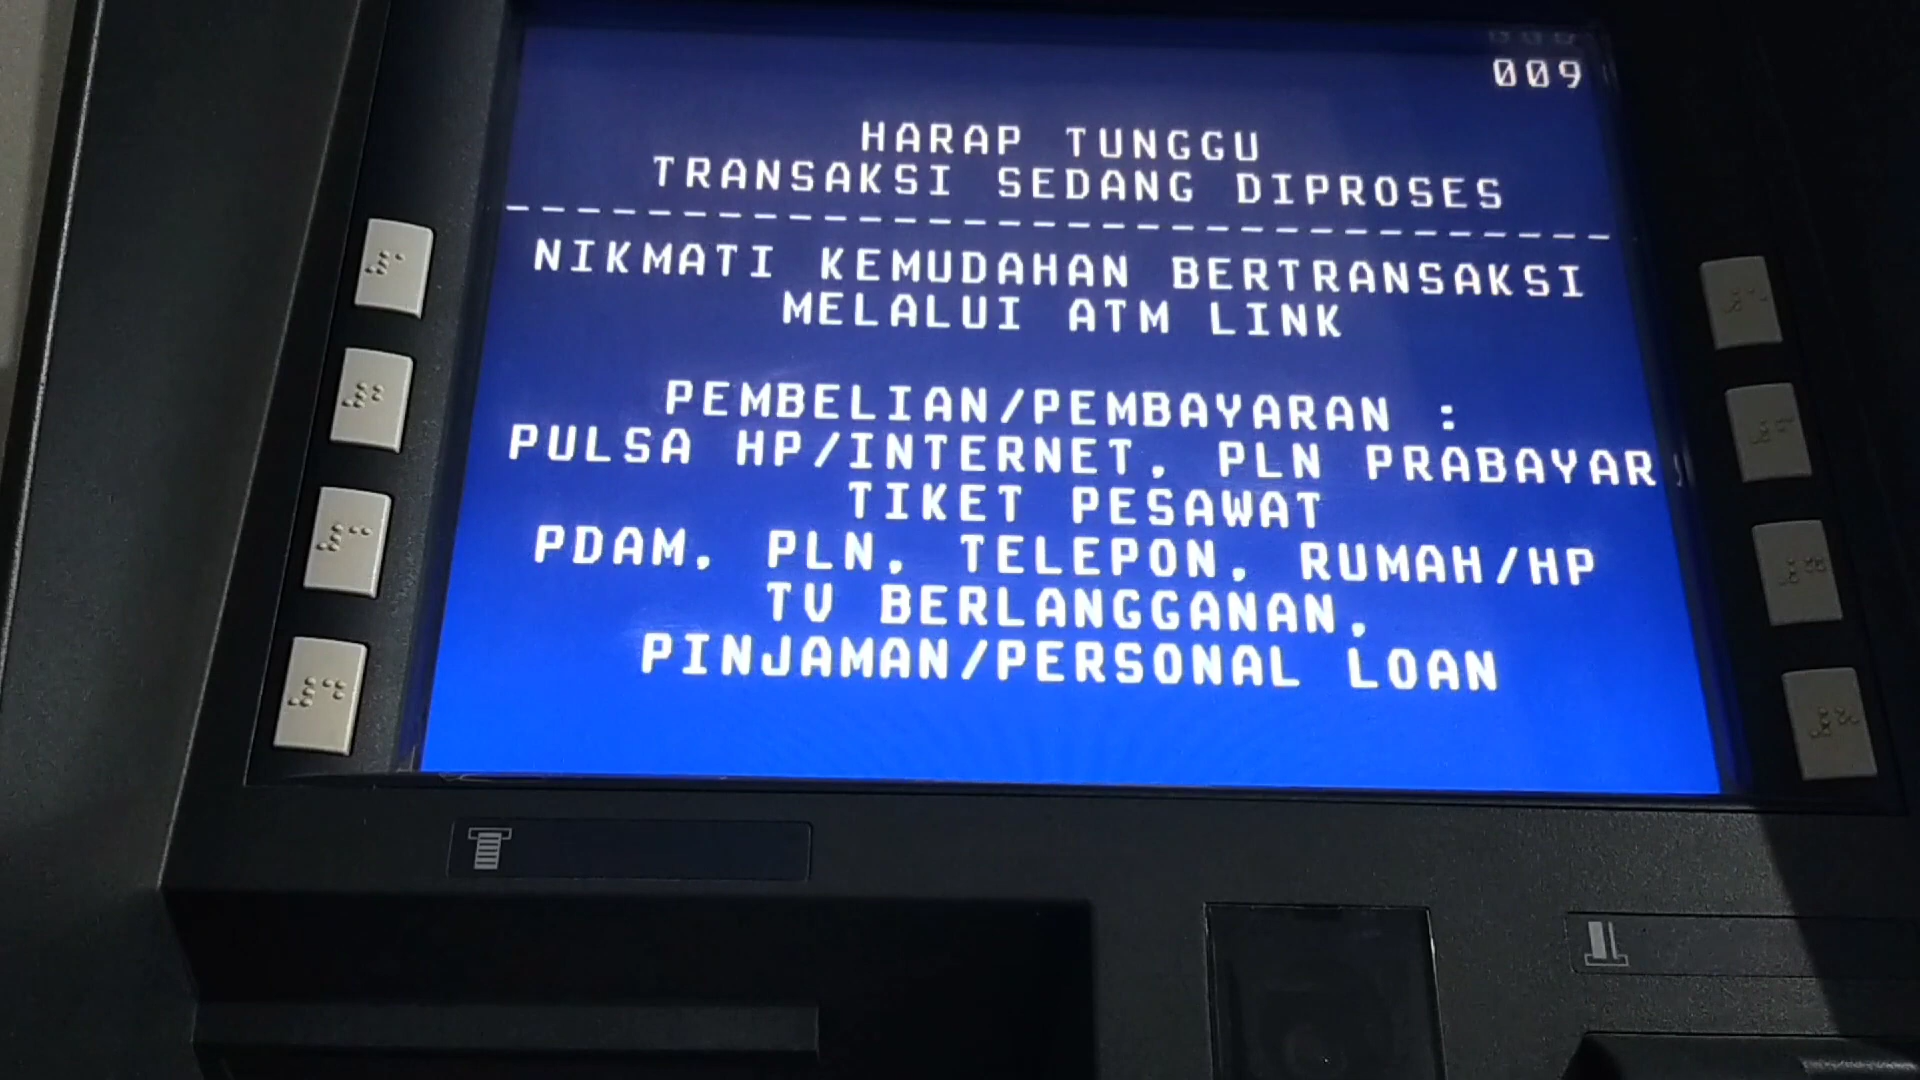 009
HARAP TUNGGU
TRANSAKSI SEDANG DIPROSES
--------------------------------
NIKMATI KEMUDAHAN BERTRANSAKSI
MELALUI ATM LINK
PEMBELIAN/PEMBAYARAN :
PULSA HP/INTERNET, PLN PRABAYAR
TIKET PESAWAT
PDAM, PLN, TELEPON, RUMAH/HP
TV BERLANGGANAN,
PINJAMAN/PERSONAL LOAN